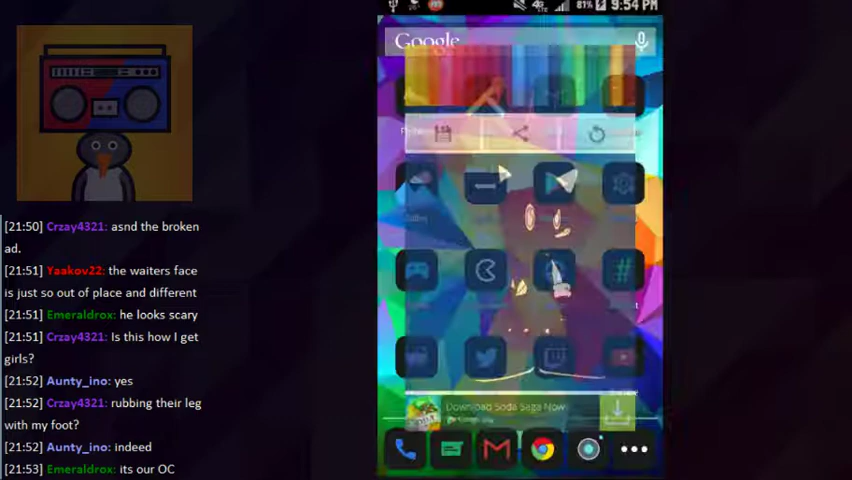 9:54 PM
81%
Google
[21:50] Crzay4321: asnd the broken
ad.
[21:51] Yaakov22: the waiters face
is just so out of place and different
[21:51] Emeraldrox: he looks scary
[21:51] Crzay4321: Is this how I get
girls?
[21:52] Aunty_ino: yes
[21:52] Crzay4321: rubbing their leg
with my foot?
[21:52] Aunty_ino: indeed
[21:53] Emeraldrox: its our OC
Download Soda Saga Now